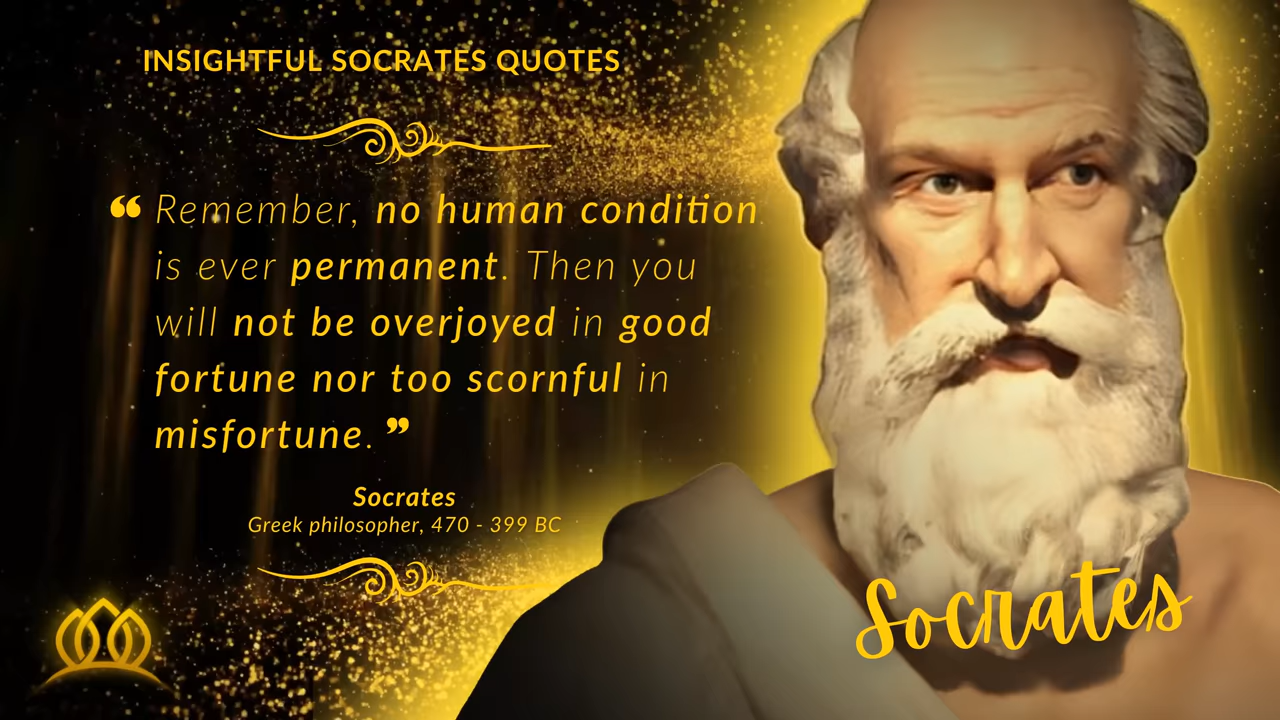 INSIGHTFUL SOCRATES QUOTES
❝ Remember, no human condition
is ever permanent. Then you
will not be overjoyed in good
fortune nor too scornful in
misfortune. ❞
Socrates
Greek philosopher, 470 - 399 BC
Socrates